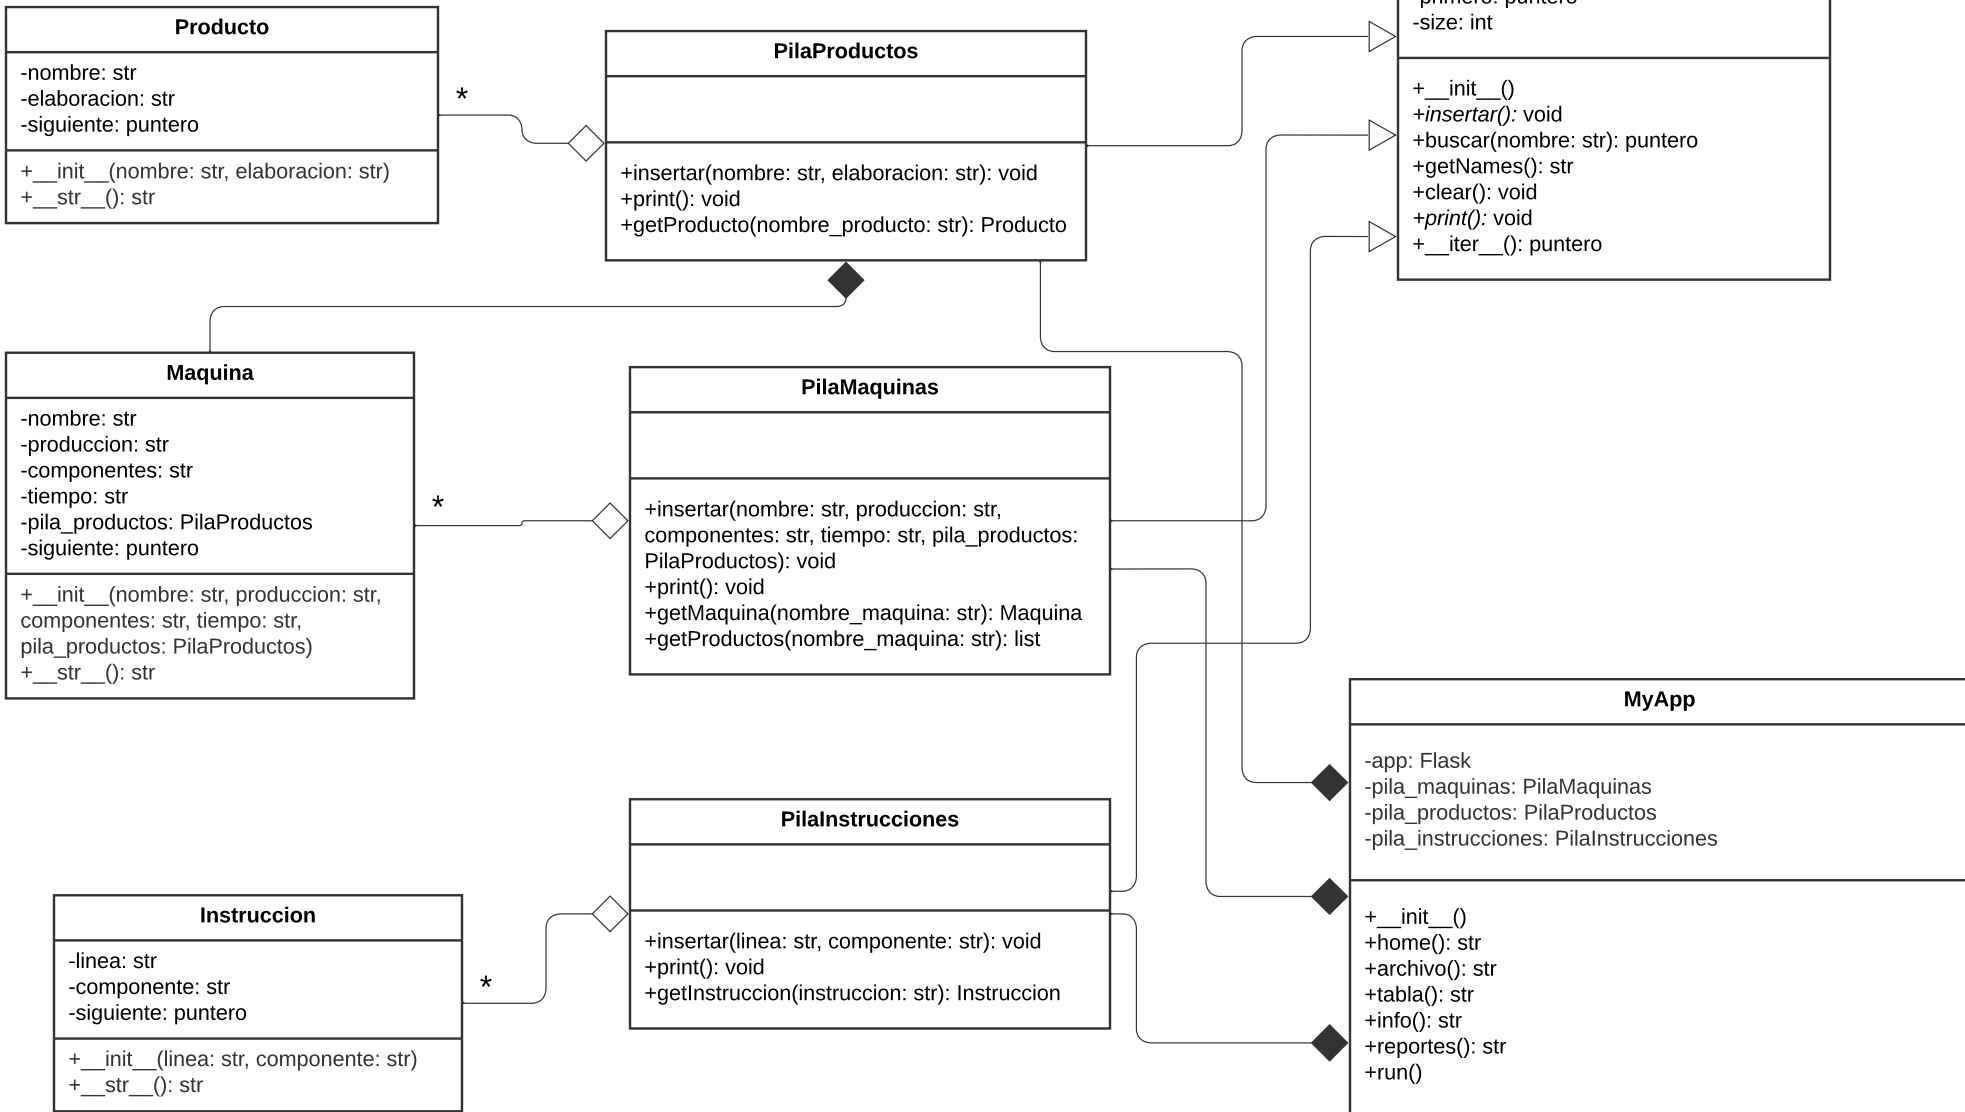 Producto
-nombre: str
-elaboracion: str
-siguiente: puntero
+__init__(nombre: str, elaboracion: str)
+__str__(): str
*
PilaProductos
+insertar(nombre: str, elaboracion: str): void
+print(): void
+getProducto(nombre_producto: str): Producto
-primero: puntero
-size: int
+__init__()
+insertar(): void
+buscar(nombre: str): puntero
+getNames(): str
+clear(): void
+print(): void
+__iter__(): puntero
Maquina
-nombre: str
-produccion: str
-componentes: str
-tiempo: str
-pila_productos: PilaProductos
-siguiente: puntero
+__init__(nombre: str, produccion: str,
componentes: str, tiempo: str,
pila_productos: PilaProductos)
+__str__(): str
*
PilaMaquinas
+insertar(nombre: str, produccion: str,
componentes: str, tiempo: str, pila_productos:
PilaProductos): void
+print(): void
+getMaquina(nombre_maquina: str): Maquina
+getProductos(nombre_maquina: str): list
MyApp
-app: Flask
-pila_maquinas: PilaMaquinas
-pila_productos: PilaProductos
-pila_instrucciones: PilaInstrucciones
+__init__()
+home(): str
+archivo(): str
+tabla(): str
+info(): str
+reportes(): str
+run()
PilaInstrucciones
+insertar(linea: str, componente: str): void
+print(): void
+getInstruccion(instruccion: str): Instruccion
Instruccion
-linea: str
-componente: str
-siguiente: puntero
+__init__(linea: str, componente: str)
+__str__(): str
*